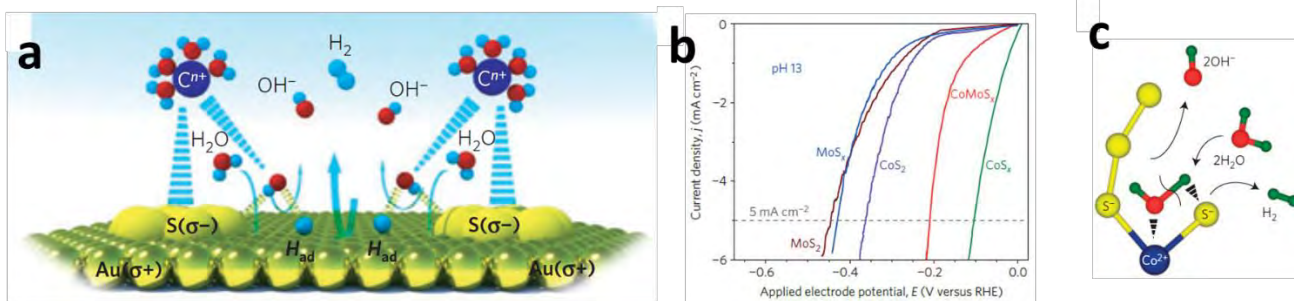 a
Cn+
H2
Cn+
OH−
OH−
H2O
H2O
S(σ−)
S(σ−)
Had
Had
Au(σ+)
Au(σ+)
b
0
−2
−4
−6
Current density, j (mA cm−2)
pH 13
CoMoSx
MoSx
CoS2
CoSx
5 mA cm−2
MoS2
−0.6
−0.4
−0.2
0.0
Applied electrode potential, E (V versus RHE)
c
2OH−
2H2O
S−
S−
H2
Co2+